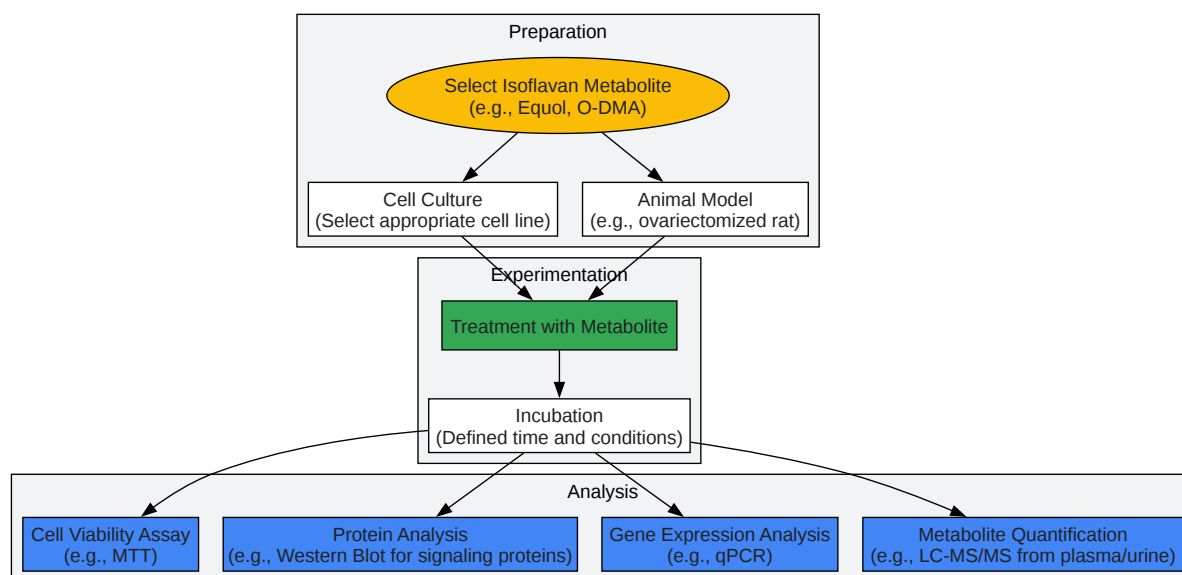 Preparation
Select Isoflavan Metabolite
(e.g., Equol, O-DMA)
Cell Culture
(Select appropriate cell line)
Animal Model
(e.g., ovariectomized rat)
Experimentation
Treatment with Metabolite
Incubation
(Defined time and conditions)
Analysis
Cell Viability Assay
(e.g., MTT)
Protein Analysis
(e.g., Western Blot for signaling proteins)
Gene Expression Analysis
(e.g., qPCR)
Metabolite Quantification
(e.g., LC-MS/MS from plasma/urine)